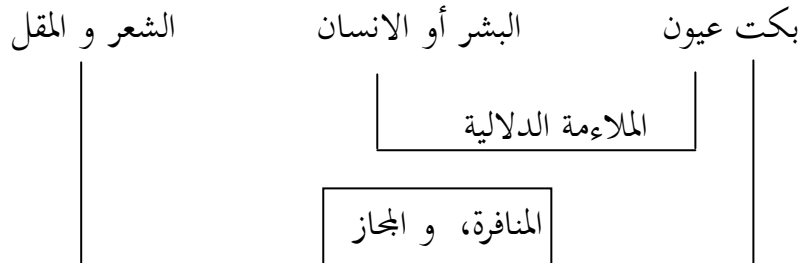 بكت عيون البشر أو الانسان الشعر و المقل
الملاءمة الدلالية
المنافرة، و المجاز